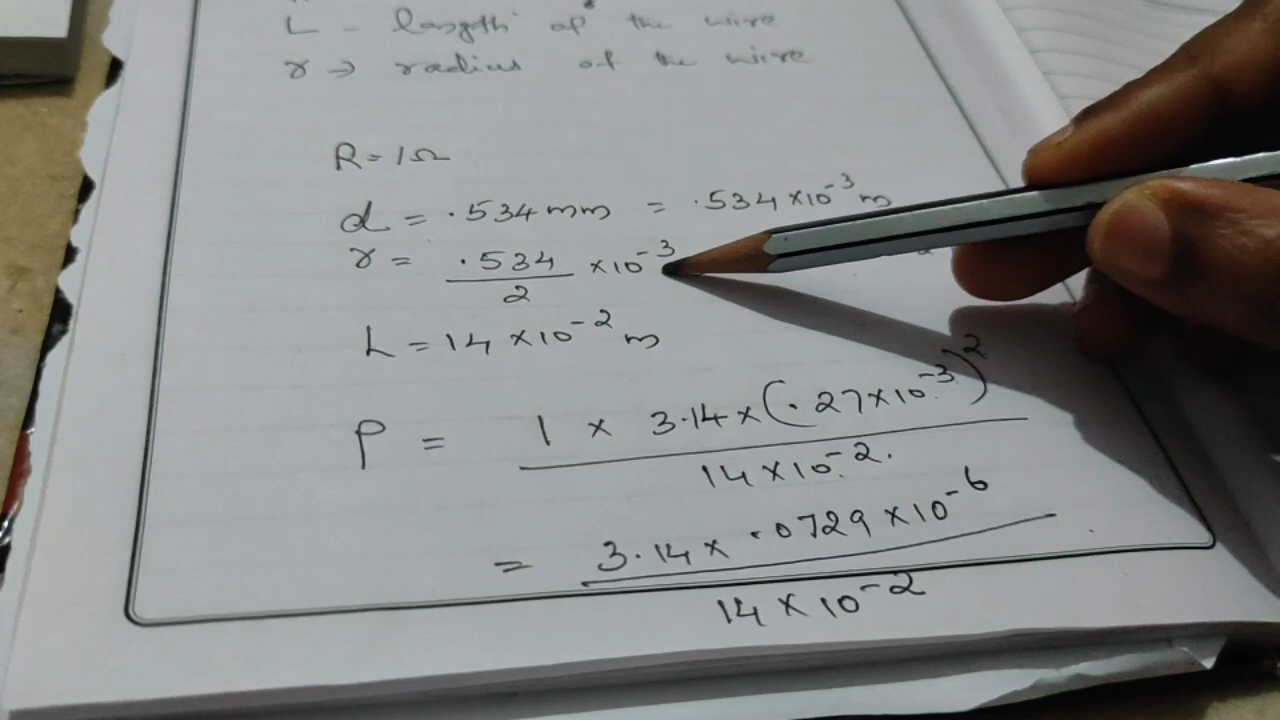 L - length of the wire
r → radius of the wire
R = 1Ω
d = .534 mm = .534 × 10⁻³ m
r = .534/2 × 10⁻³
L = 14 × 10⁻² m
ρ = 1 × 3.14 × (.27 × 10⁻³)² / 14 × 10⁻².
= 3.14 × .0729 × 10⁻⁶ / 14 × 10⁻²